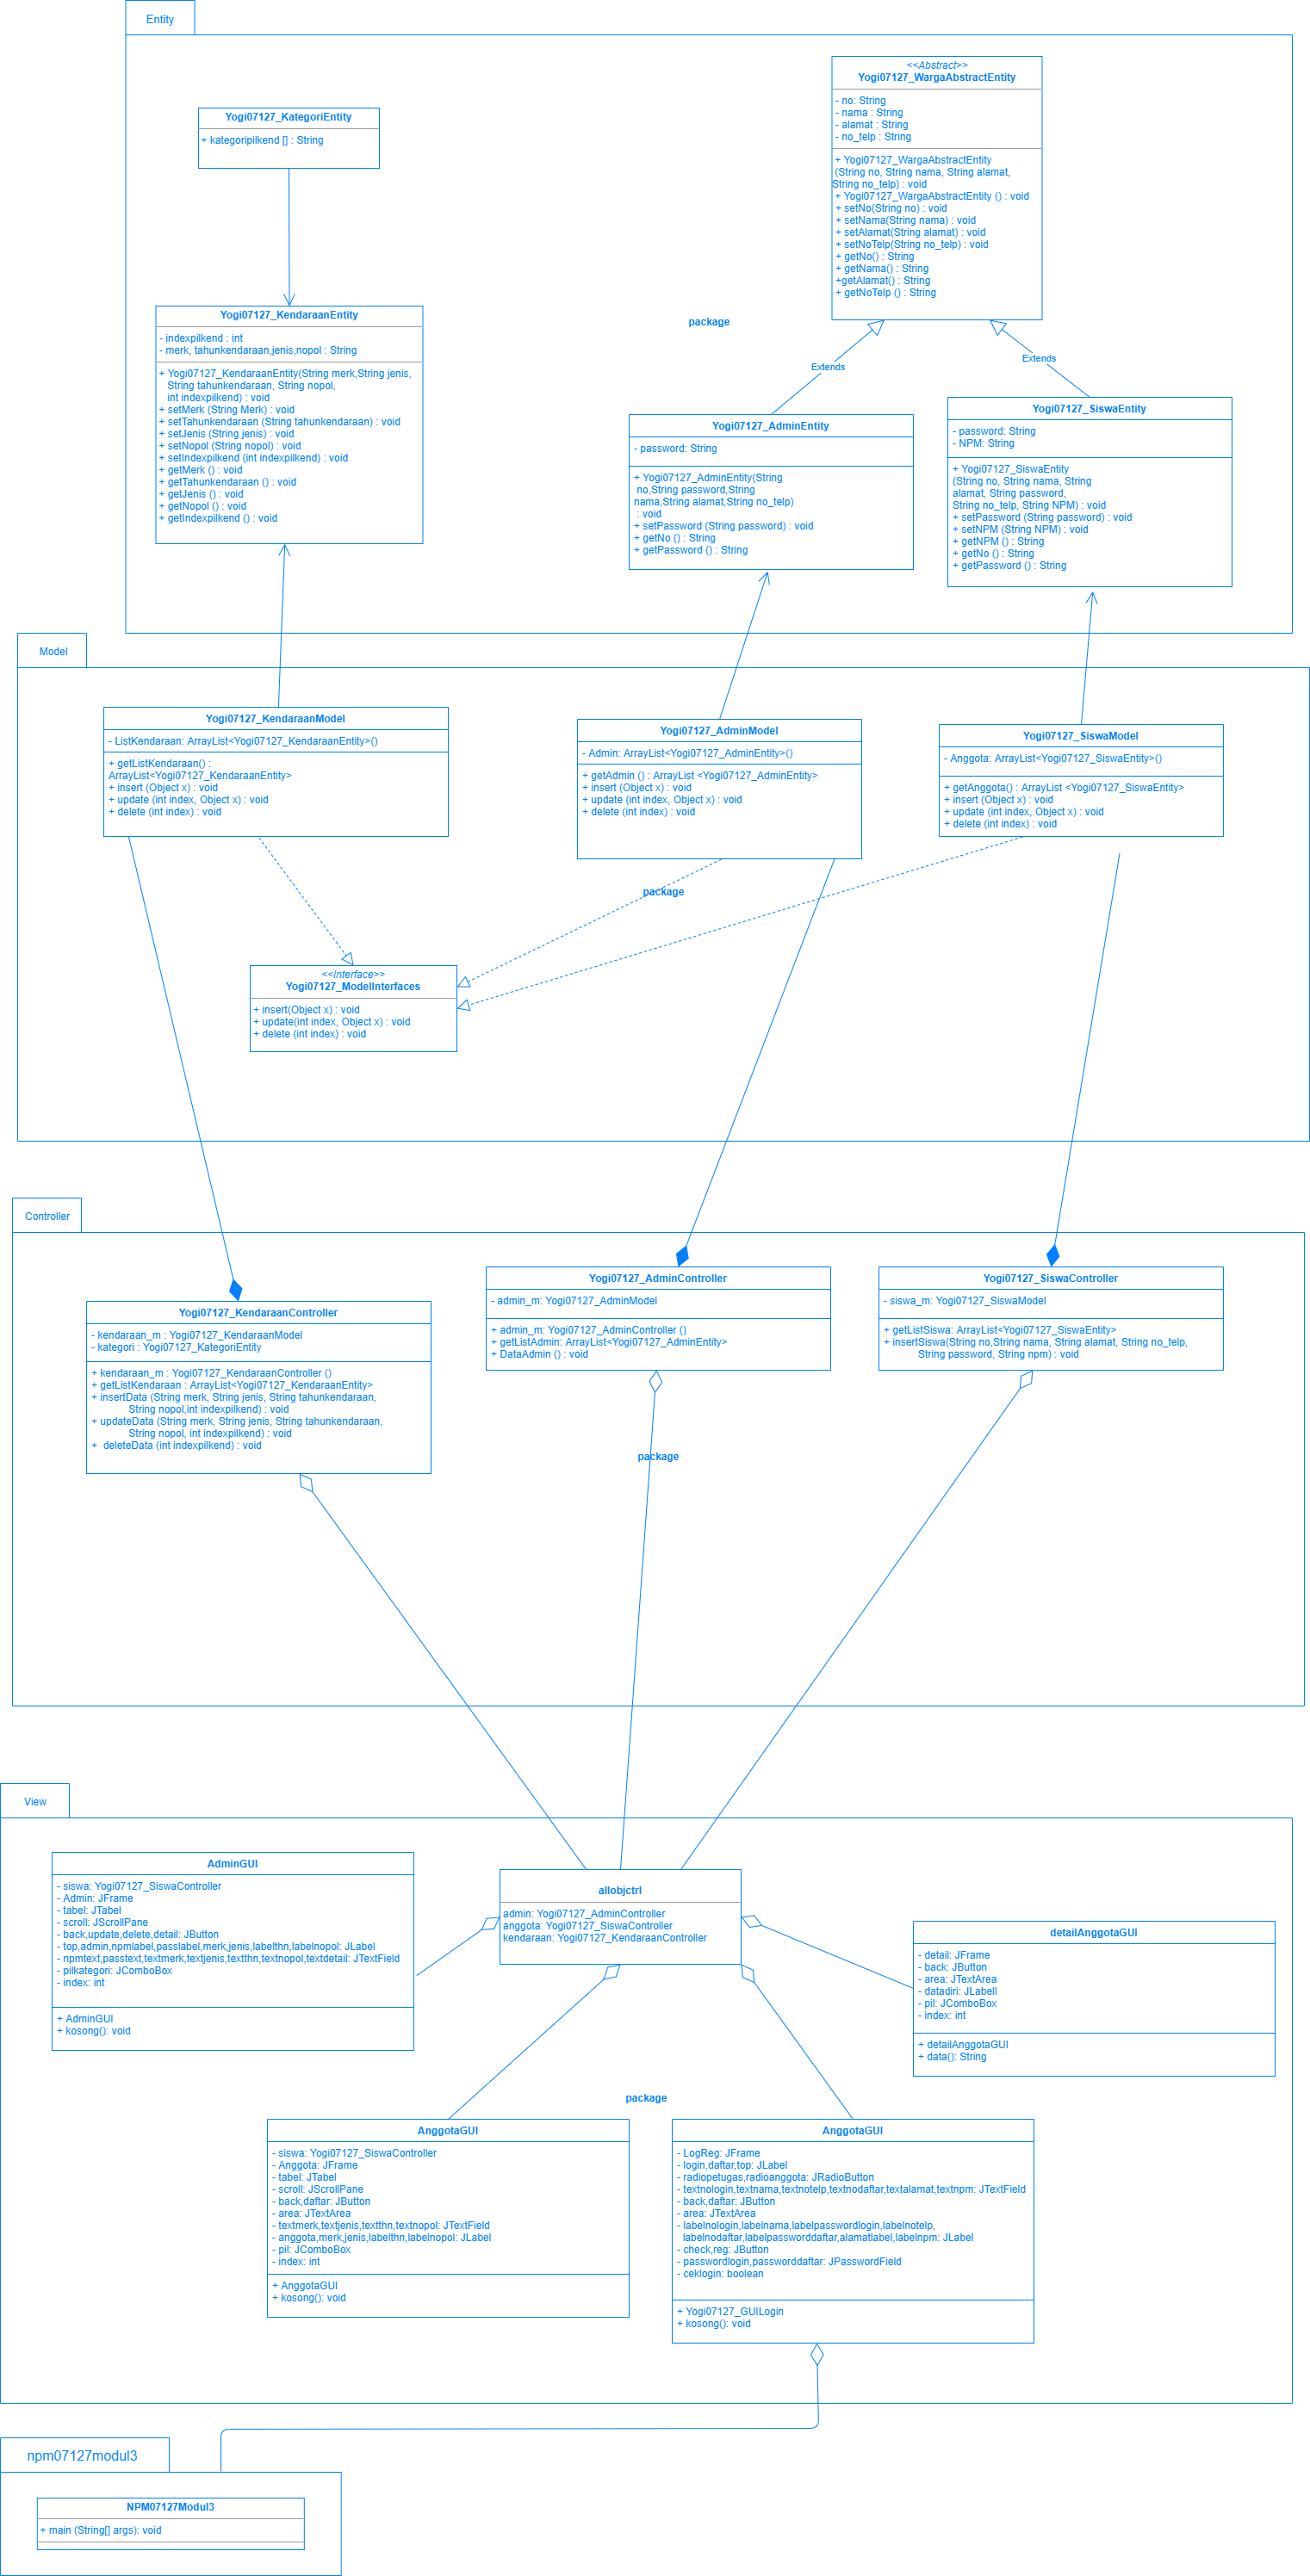 Entity
<<Abstract>>
Yogi07127_WargaAbstractEntity
- no: String
- nama : String
- alamat : String
- no_telp : String
+ Yogi07127_WargaAbstractEntity
(String no, String nama, String alamat,
String no_telp) : void
+ Yogi07127_WargaAbstractEntity () : void
+ setNo(String no) : void
+ setNama(String nama) : void
+ setAlamat(String alamat) : void
+ setNoTelp(String no_telp) : void
+ getNo() : String
+ getNama() : String
+getAlamat() : String
+ getNoTelp () : String
Yogi07127_KategoriEntity
+ kategoripilkend [] : String
Yogi07127_KendaraanEntity
- indexpilkend : int
- merk, tahunkendaraan,jenis,nopol : String
+ Yogi07127_KendaraanEntity(String merk,String jenis,
String tahunkendaraan, String nopol,
int indexpilkend) : void
+ setMerk (String Merk) : void
+ setTahunkendaraan (String tahunkendaraan) : void
+ setJenis (String jenis) : void
+ setNopol (String nopol) : void
+ setIndexpilkend (int indexpilkend) : void
+ getMerk () : void
+ getTahunkendaraan () : void
+ getJenis () : void
+ getNopol () : void
+ getIndexpilkend () : void
package
Extends
Extends
Yogi07127_AdminEntity
- password: String
+ Yogi07127_AdminEntity(String
no,String password,String
nama,String alamat,String no_telp)
: void
+ setPassword (String password) : void
+ getNo () : String
+ getPassword () : String
Yogi07127_SiswaEntity
- password: String
- NPM: String
+ Yogi07127_SiswaEntity
(String no, String nama, String
alamat, String password,
String no_telp, String NPM) : void
+ setPassword (String password) : void
+ setNPM (String NPM) : void
+ getNPM () : String
+ getNo () : String
+ getPassword () : String
Model
Yogi07127_KendaraanModel
- ListKendaraan: ArrayList<Yogi07127_KendaraanEntity>()
+ getListKendaraan() :
ArrayList<Yogi07127_KendaraanEntity>
+ insert (Object x) : void
+ update (int index, Object x) : void
+ delete (int index) : void
Yogi07127_AdminModel
- Admin: ArrayList<Yogi07127_AdminEntity>()
+ getAdmin () : ArrayList <Yogi07127_AdminEntity>
+ insert (Object x) : void
+ update (int index, Object x) : void
+ delete (int index) : void
Yogi07127_SiswaModel
- Anggota: ArrayList<Yogi07127_SiswaEntity>()
+ getAnggota() : ArrayList <Yogi07127_SiswaEntity>
+ insert (Object x) : void
+ update (int index, Object x) : void
+ delete (int index) : void
package
<<Interface>>
Yogi07127_ModelInterfaces
+ insert(Object x) : void
+ update(int index, Object x) : void
+ delete (int index) : void
Controller
Yogi07127_KendaraanController
- kendaraan_m : Yogi07127_KendaraanModel
- kategori : Yogi07127_KategoriEntity
+ kendaraan_m : Yogi07127_KendaraanController ()
+ getListKendaraan : ArrayList<Yogi07127_KendaraanEntity>
+ insertData (String merk, String jenis, String tahunkendaraan,
String nopol,int indexpilkend) : void
+ updateData (String merk, String jenis, String tahunkendaraan,
String nopol, int indexpilkend) : void
+ deleteData (int indexpilkend) : void
Yogi07127_AdminController
- admin_m: Yogi07127_AdminModel
+ admin_m: Yogi07127_AdminController ()
+ getListAdmin: ArrayList<Yogi07127_AdminEntity>
+ DataAdmin () : void
Yogi07127_SiswaController
- siswa_m: Yogi07127_SiswaModel
+ getListSiswa: ArrayList<Yogi07127_SiswaEntity>
+ insertSiswa(String no,String nama, String alamat, String no_telp,
String password, String npm) : void
package
View
AdminGUI
- siswa: Yogi07127_SiswaController
- Admin: JFrame
- tabel: JTabel
- scroll: JScrollPane
- back,update,delete,detail: JButton
- top,admin,npmlabel,passlabel,merk,jenis,labelthn,labelnopol: JLabel
- npmtext,passtext,textmerk,textjenis,textthn,textnopol,textdetail: JTextField
- pilkategori: JComboBox
- index: int
+ AdminGUI
+ kosong(): void
allobjctrl
admin: Yogi07127_AdminController
anggota: Yogi07127_SiswaController
kendaraan: Yogi07127_KendaraanController
detailAnggotaGUI
- detail: JFrame
- back: JButton
- area: JTextArea
- datadiri: JLabell
- pil: JComboBox
- index: int
+ detailAnggotaGUI
+ data(): String
package
AnggotaGUI
- siswa: Yogi07127_SiswaController
- Anggota: JFrame
- tabel: JTabel
- scroll: JScrollPane
- back,daftar: JButton
- area: JTextArea
- textmerk,textjenis,textthn,textnopol: JTextField
- anggota,merk,jenis,labelthn,labelnopol: JLabel
- pil: JComboBox
- index: int
+ AnggotaGUI
+ kosong(): void
AnggotaGUI
- LogReg: JFrame
- login,daftar,top: JLabel
- radiopetugas,radioanggota: JRadioButton
- textnologin,textnama,textnotelp,textnodaftar,textalamat,textnpm: JTextField
- back,daftar: JButton
- area: JTextArea
- labelnologin,labelnama,labelpasswordlogin,labelnotelp,
labelnodaftar,labelpassworddaftar,alamatlabel,labelnpm: JLabel
- check,reg: JButton
- passwordlogin,passworddaftar: JPasswordField
- ceklogin: boolean
+ Yogi07127_GUILogin
+ kosong(): void
npm07127modul3
NPM07127Modul3
+ main (String[] args): void